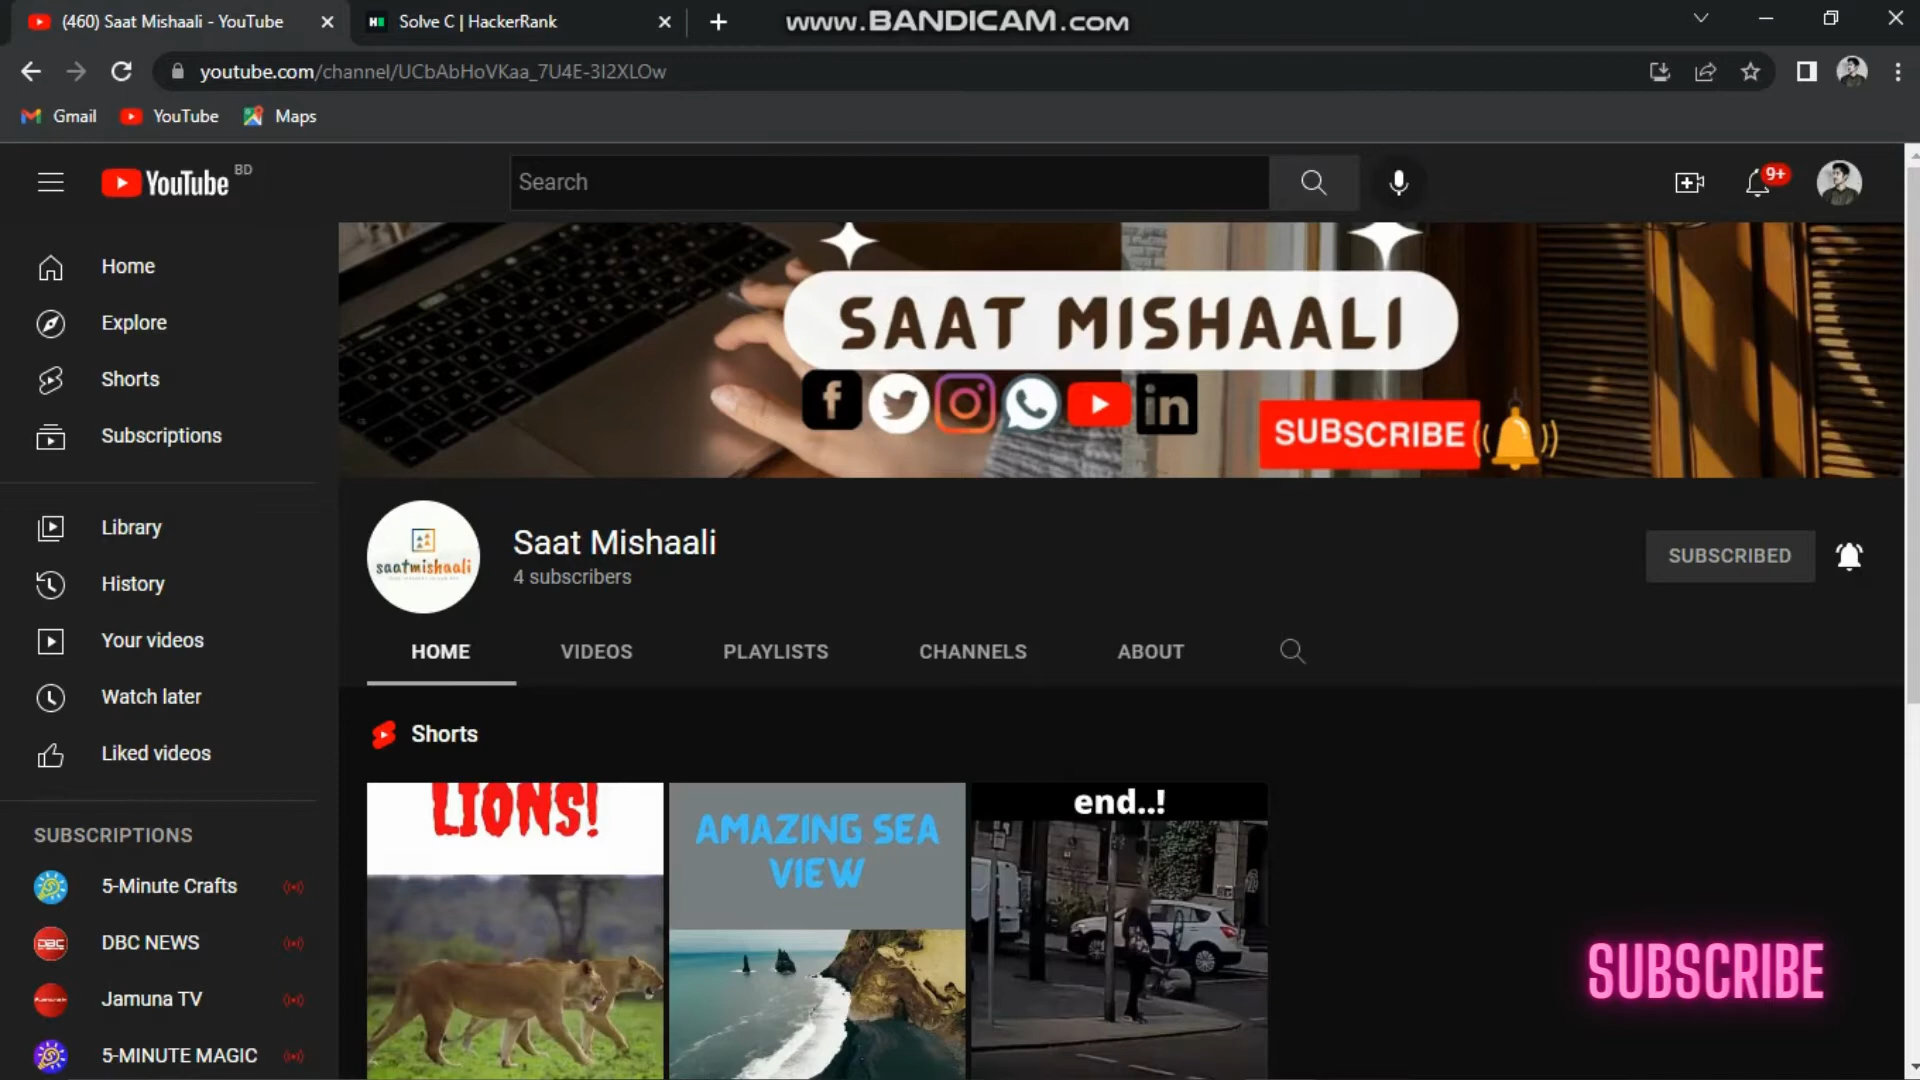 (460) Saat Mishaali - YouTube
Solve C | HackerRank
www.BANDICAM.com
youtube.com/channel/UCbAbHoVKaa_7U4E-3I2XLOw
Gmail
YouTube
Maps
YouTube BD
Search
9+
Home
Explore
Shorts
Subscriptions
Library
History
Your videos
Watch later
Liked videos
SUBSCRIPTIONS
5-Minute Crafts
DBC NEWS
Jamuna TV
5-MINUTE MAGIC
SAAT MISHAALI
SUBSCRIBE
saatmishaali
Saat Mishaali
4 subscribers
SUBSCRIBED
HOME
VIDEOS
PLAYLISTS
CHANNELS
ABOUT
Shorts
LIONS!
AMAZING SEA
VIEW
end..!
SUBSCRIBE